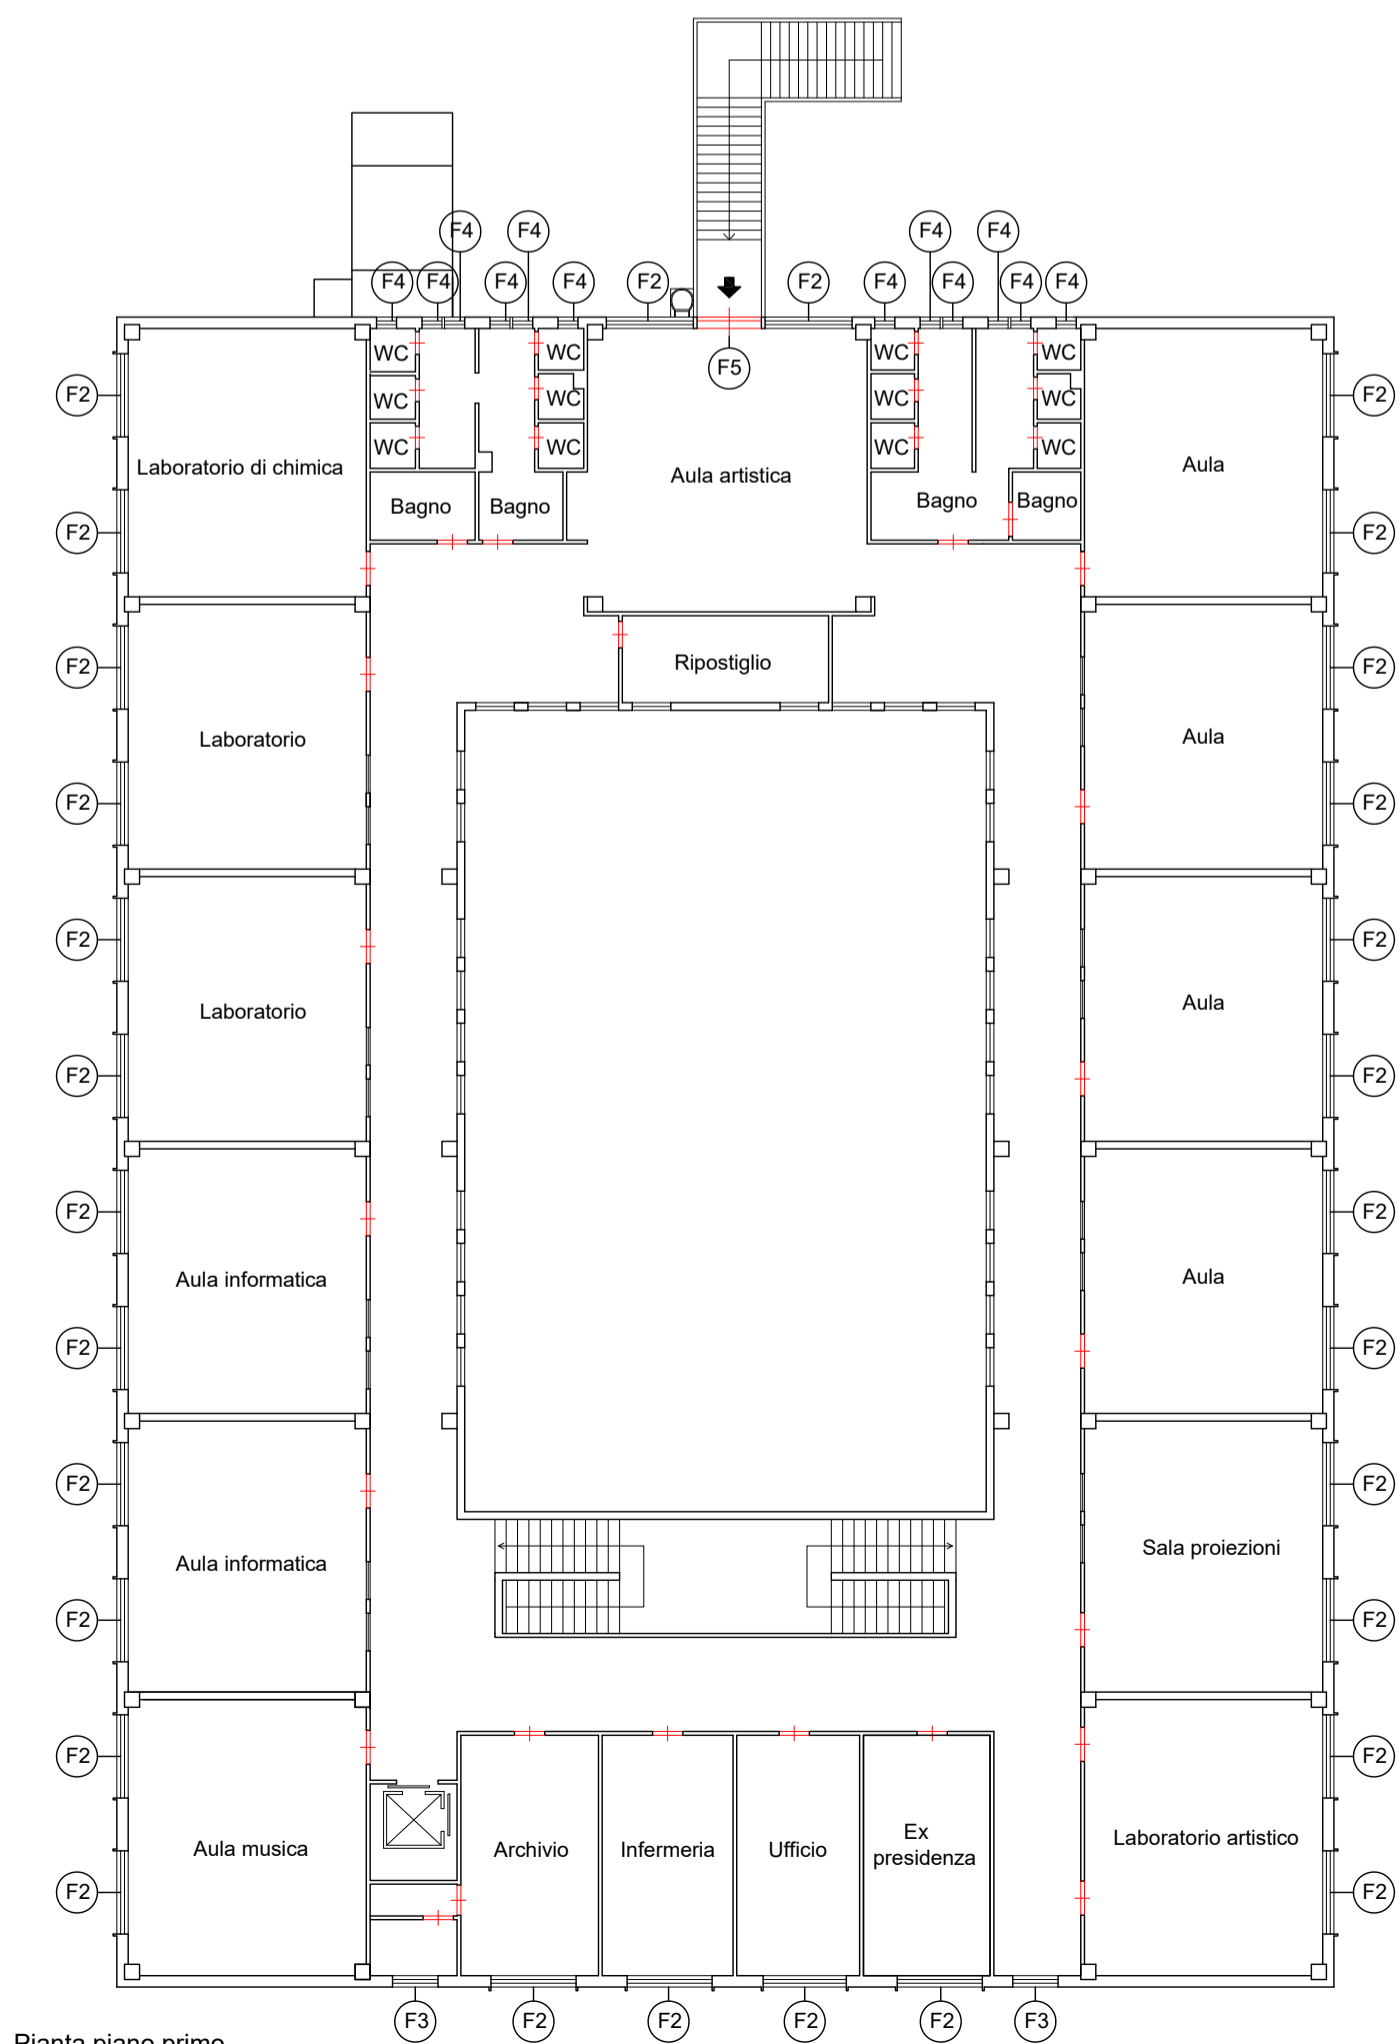 F4 F4 F4 F4
F4 F4 F4 F4 F2 F2 F4 F4 F4 F4
WC WC WC WC
F5
F2 F2
WC WC WC WC
WC WC WC WC
Laboratorio di chimica Aula artistica Aula
Bagno Bagno Bagno Bagno
F2 F2
Ripostiglio
F2 F2
Laboratorio Aula
F2 F2
F2 F2
Laboratorio Aula
F2 F2
F2 F2
Aula informatica Aula
F2 F2
F2 F2
Aula informatica Sala proiezioni
F2 F2
F2 F2
Aula musica Archivio Infermeria Ufficio Ex Laboratorio artistico
presidenza
F2 F2
F3 F2 F2 F2 F2 F3
Pianta piano primo